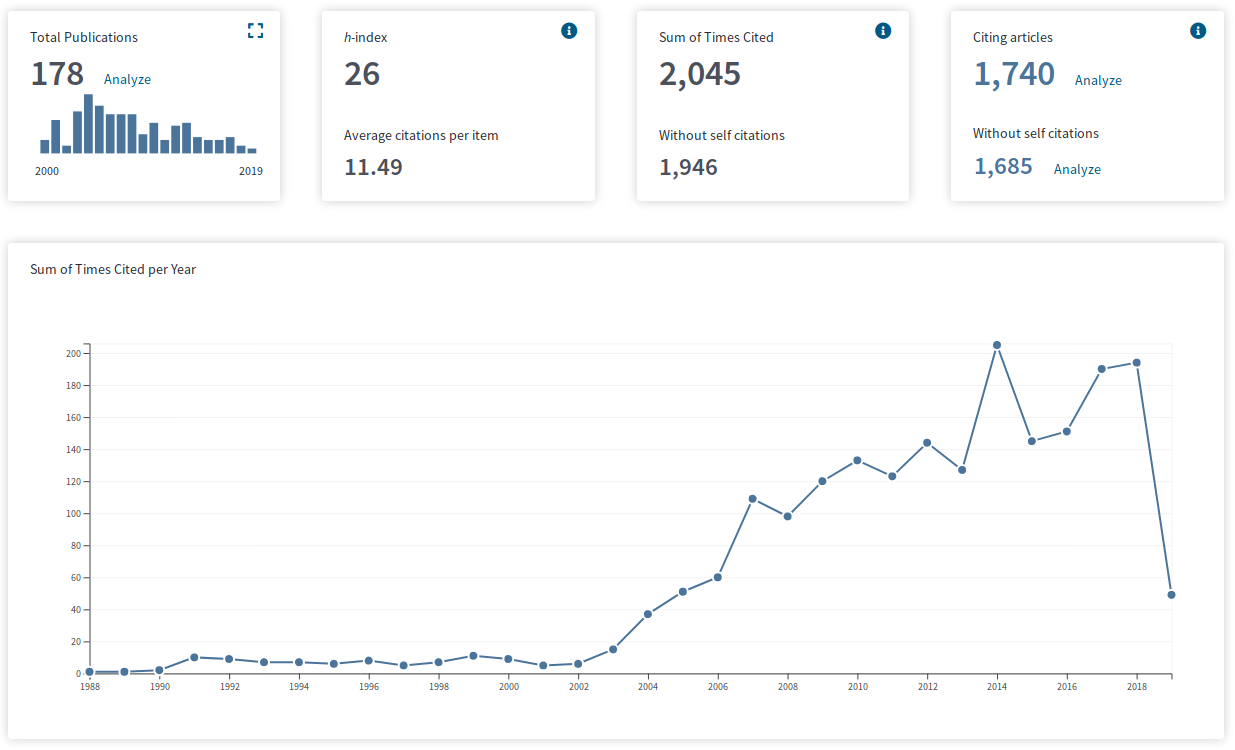 Total Publications
178 Analyze
2000 2019
h-index
26
Average citations per item
11.49
Sum of Times Cited
2,045
Without self citations
1,946
Citing articles
1,740 Analyze
Without self citations
1,685 Analyze
Sum of Times Cited per Year
200
180
160
140
120
100
80
60
40
20
0
1988 1990 1992 1994 1996 1998 2000 2002 2004 2006 2008 2010 2012 2014 2016 2018